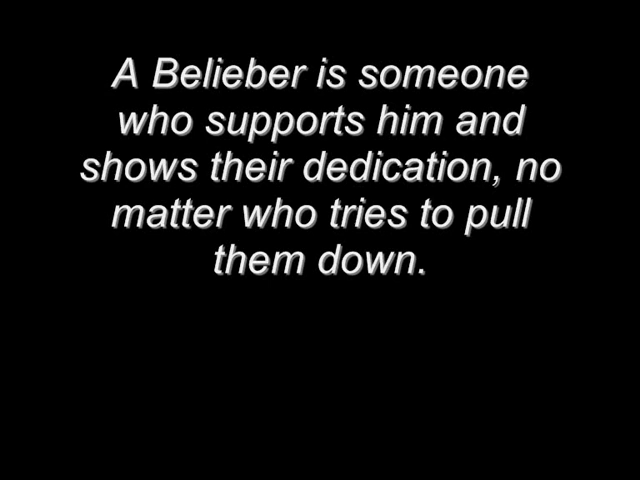 A Belieber is someone
who supports him and
shows their dedication, no
matter who tries to pull
them down.